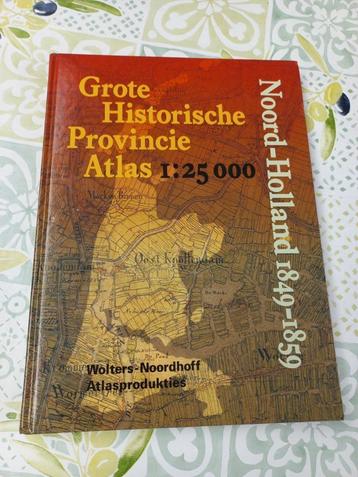 Grote
Historische
Provincie
Atlas 1:25 000
Noord-Holland 1849-1859
Oost Knollendam
Wolters-Noordhoff
Atlasprodukties